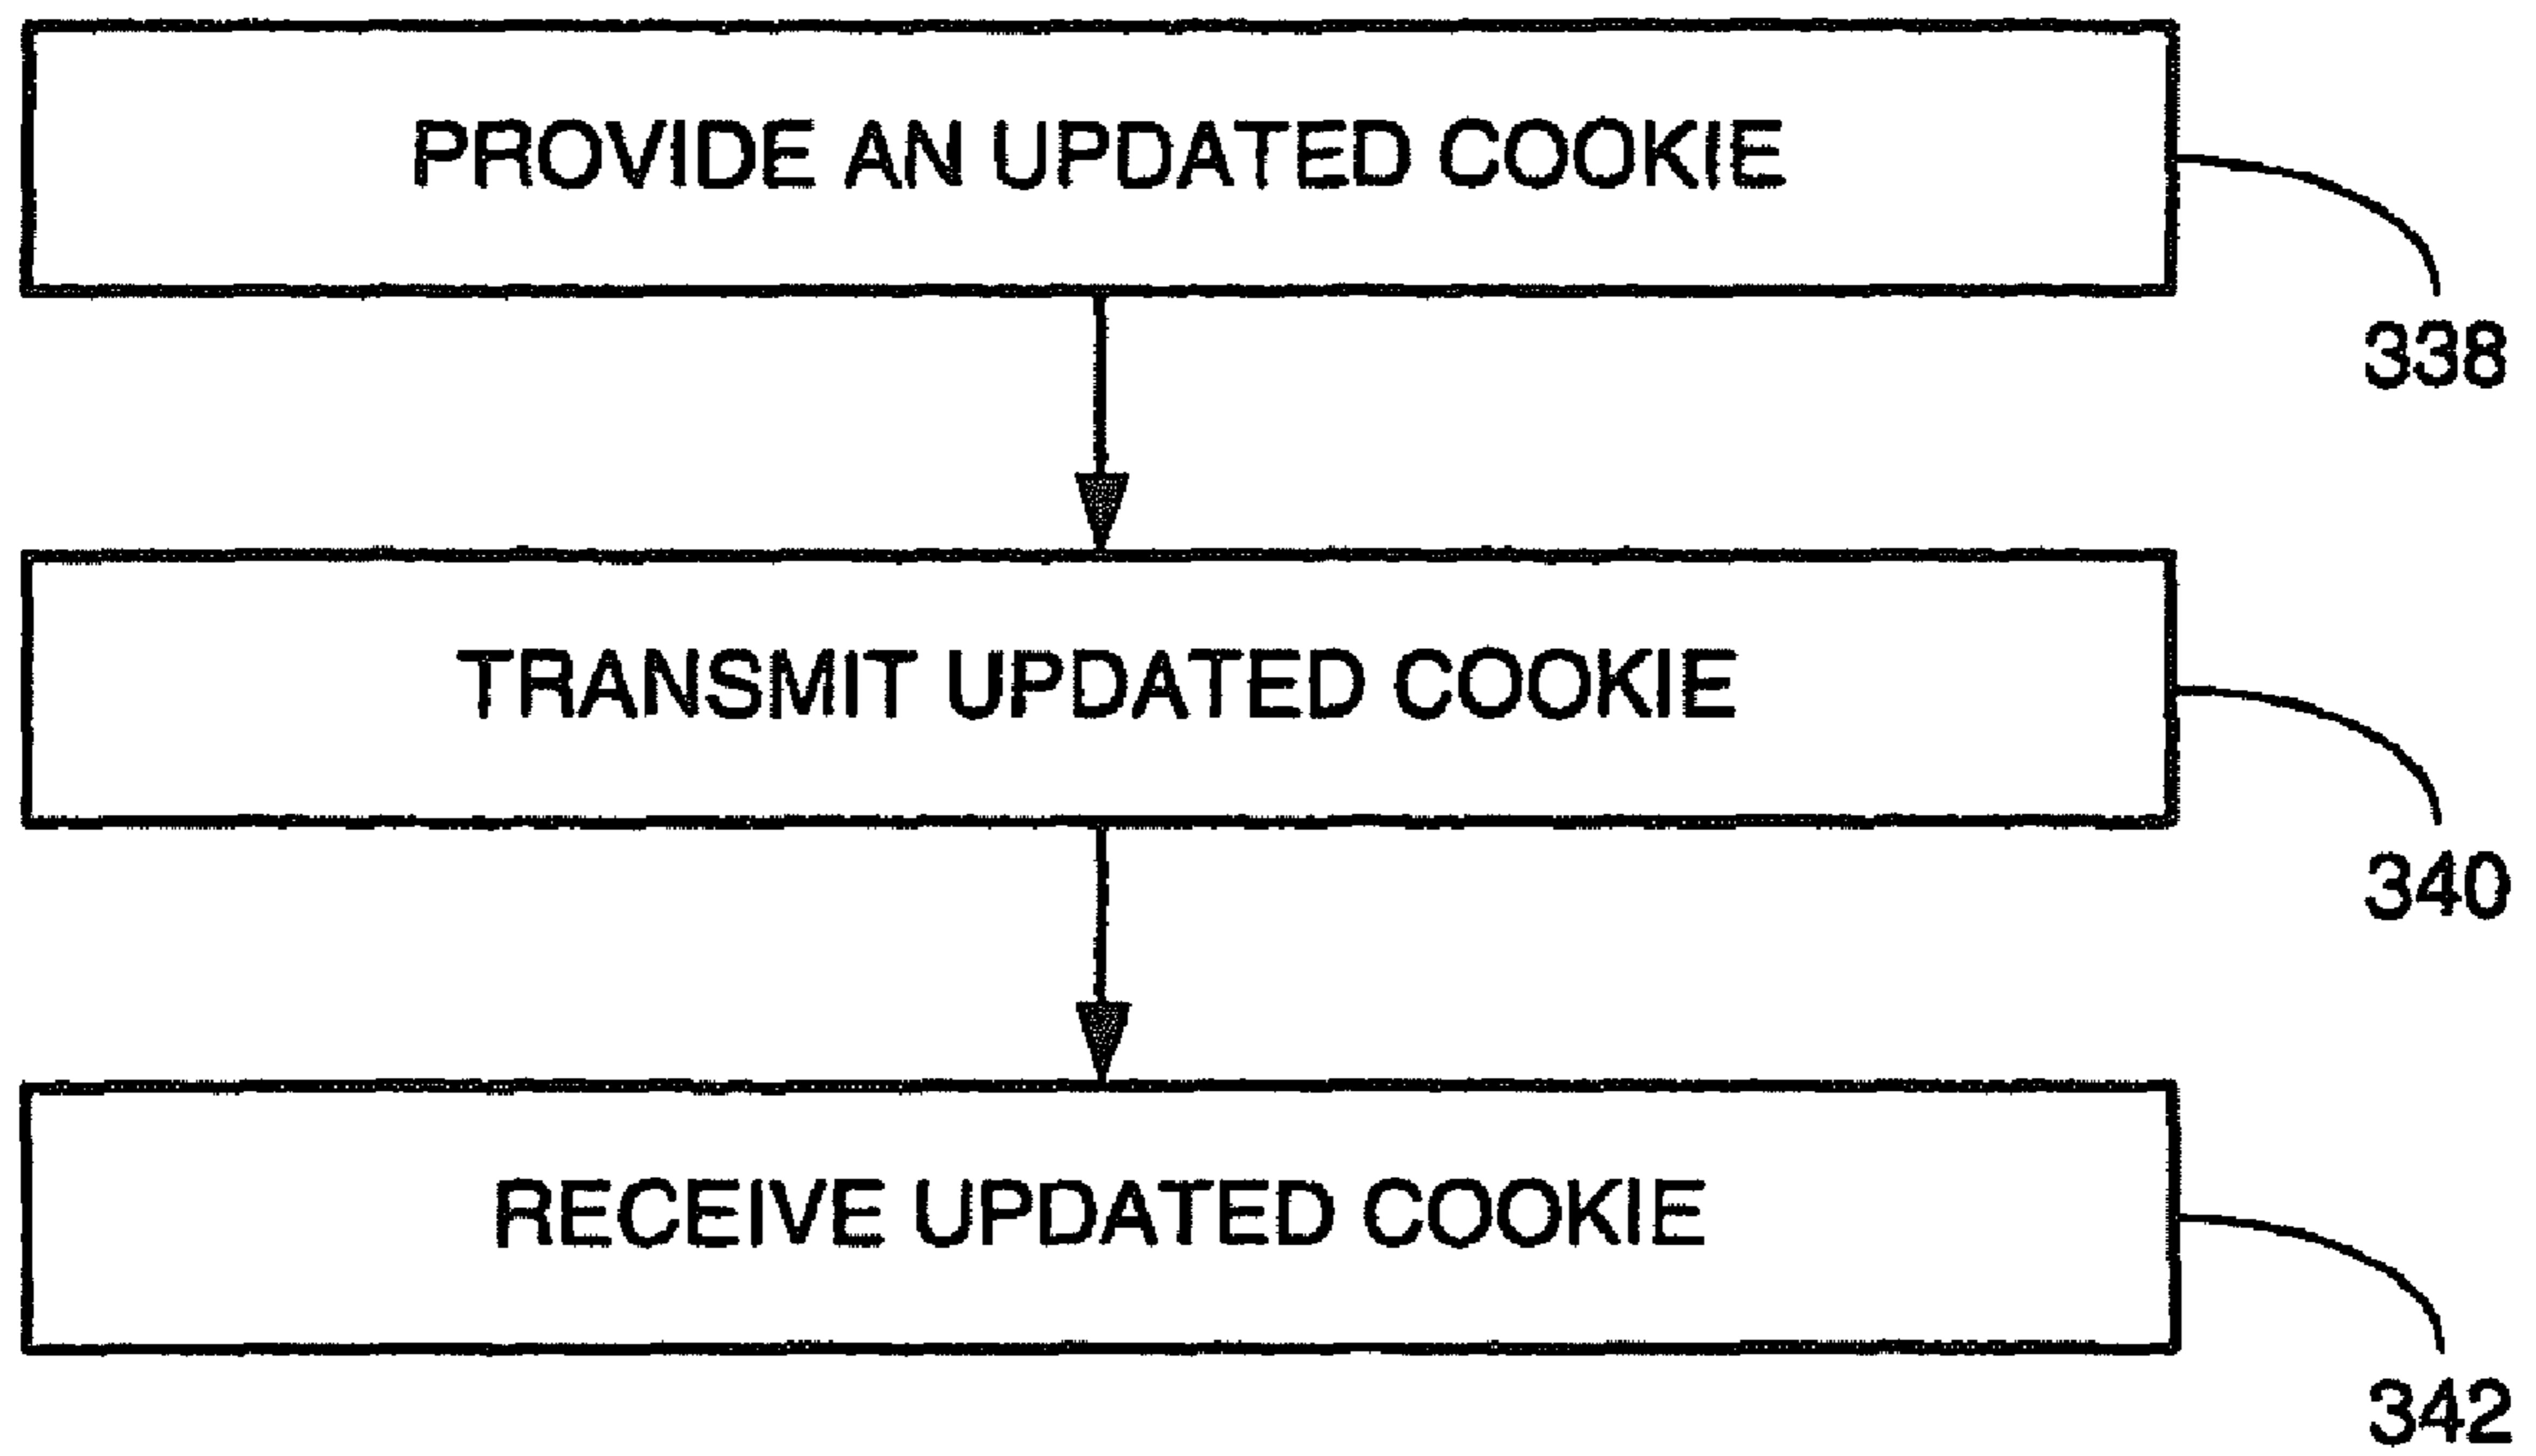 PROVIDE AN UPDATED COOKIE
338
TRANSMIT UPDATED COOKIE
340
RECEIVE UPDATED COOKIE
342